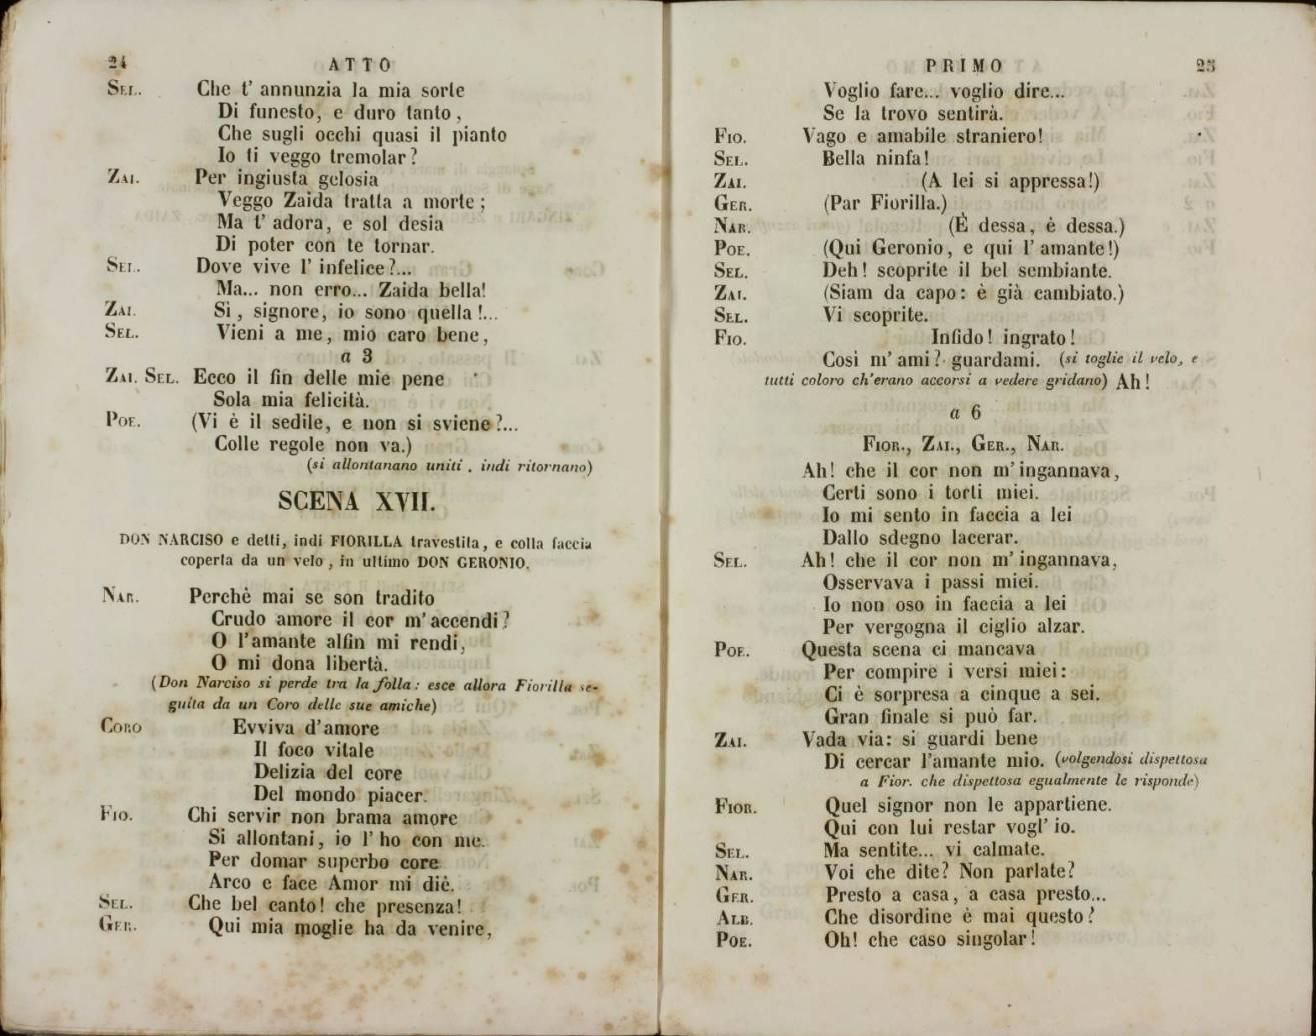 24 ATTO
SEL. Che t' annunzia la mia sorte
Di funesto, e duro tanto,
Che sugli occhi quasi il pianto
Io ti veggo tremolar?
ZAI. Per ingiusta gelosia
Veggo Zaida tratta a morte;
Ma t' adora, e sol desia
Di poter con te tornar.
SEL. Dove vive l' infelice?...
Ma... non erro... Zaida bella!
ZAI. Sì, signore, io sono quella!...
SEL. Vieni a me, mio caro bene,
a 3
ZAI. SEL. Ecco il fin delle mie pene
Sola mia felicità.
POE. (Vi è il sedile, e non si sviene?...
Colle regole non va.)
(si allontanano uniti, indi ritornano)
SCENA XVII.
DON NARCISO e detti, indi FIORILLA travestita, e colla faccia
coperta da un velo, in ultimo DON GERONIO.
NAR. Perchè mai se son tradito
Crudo amore il cor m'accendi?
O l'amante alfin mi rendi,
O mi dona libertà.
(Don Narciso si perde tra la folla: esce allora Fiorilla se-
guita da un Coro delle sue amiche)
CORO Evviva d'amore
Il foco vitale
Delizia del core
Del mondo piacer.
FIO. Chi servir non brama amore
Si allontani, io l' ho con me.
Per domar superbo core
Arco e face Amor mi diè.
SEL. Che bel canto! che presenza!
GER. Qui mia moglie ha da venire,
PRIMO 25
Voglio fare... voglio dire...
Se la trovo sentirà.
FIO. Vago e amabile straniero!
SEL. Bella ninfa!
ZAI. (A lei si appressa!)
GER. (Par Fiorilla.)
NAR. (È dessa, è dessa.)
POE. (Qui Geronio, e qui l' amante!)
SEL. Deh! scoprite il bel sembiante.
ZAI. (Siam da capo: è già cambiato.)
SEL. Vi scoprite.
FIO. Infido! ingrato!
Così m' ami? guardami. (si toglie il velo, e
tutti coloro ch'erano accorsi a vedere gridano) Ah!
a 6
FIOR., ZAI., GER., NAR.
Ah! che il cor non m'ingannava,
Certi sono i torti miei.
Io mi sento in faccia a lei
Dallo sdegno lacerar.
SEL. Ah! che il cor non m'ingannava,
Osservava i passi miei.
Io non oso in faccia a lei
Per vergogna il ciglio alzar.
POE. Questa scena ci mancava
Per compire i versi miei:
Ci è sorpresa a cinque a sei.
Gran finale si può far.
ZAI. Vada via: si guardi bene
Di cercar l'amante mio. (volgendosi dispettosa
a Fior. che dispettosa egualmente le risponde)
FIOR. Quel signor non le appartiene.
Qui con lui restar vogl' io.
SEL. Ma sentite... vi calmate.
NAR. Voi che dite? Non parlate?
GER. Presto a casa, a casa presto...
ALB. Che disordine è mai questo?
POE. Oh! che caso singolar!